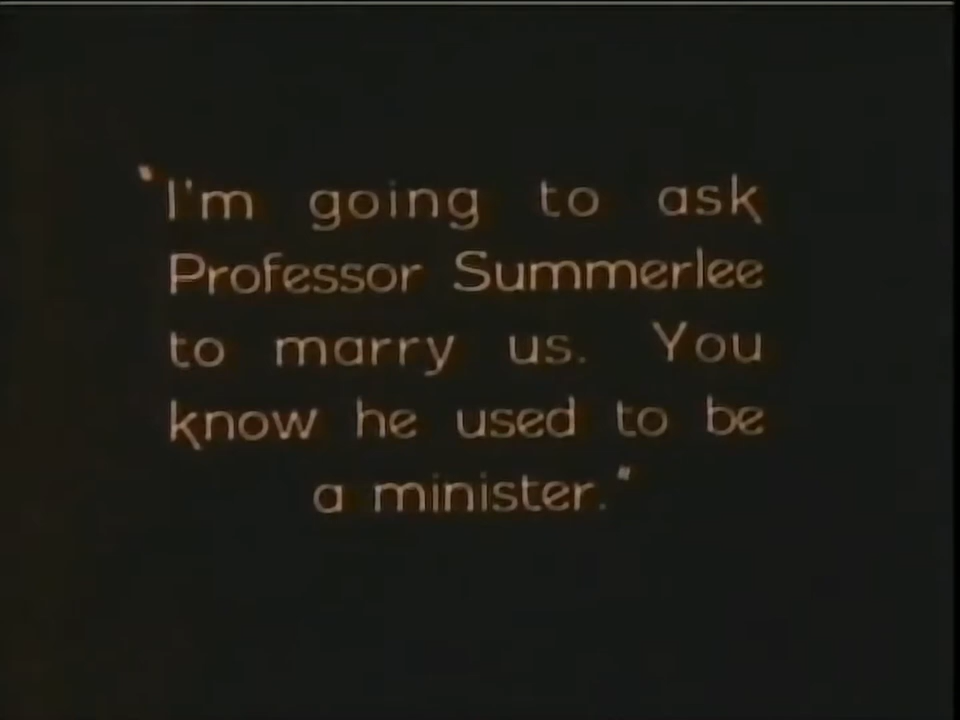 "I'm going to ask
Professor Summerlee
to marry us. You
know he used to be
a minister."